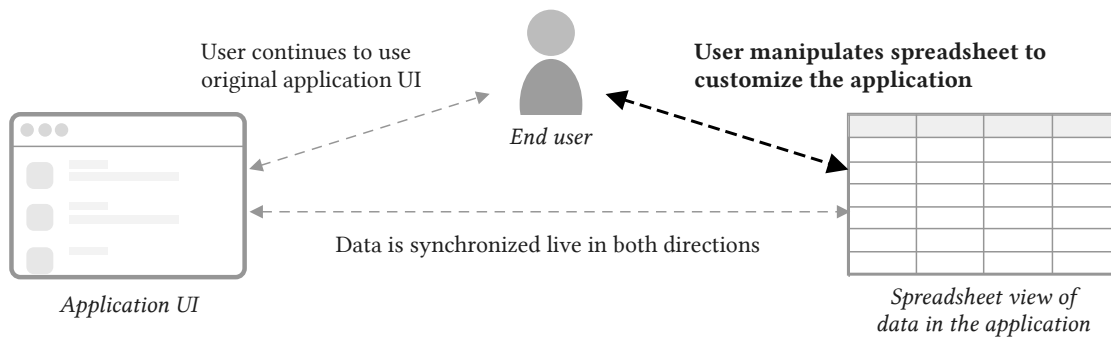 User continues to use
original application UI
User manipulates spreadsheet to
customize the application
End user
Data is synchronized live in both directions
Application UI
Spreadsheet view of
data in the application